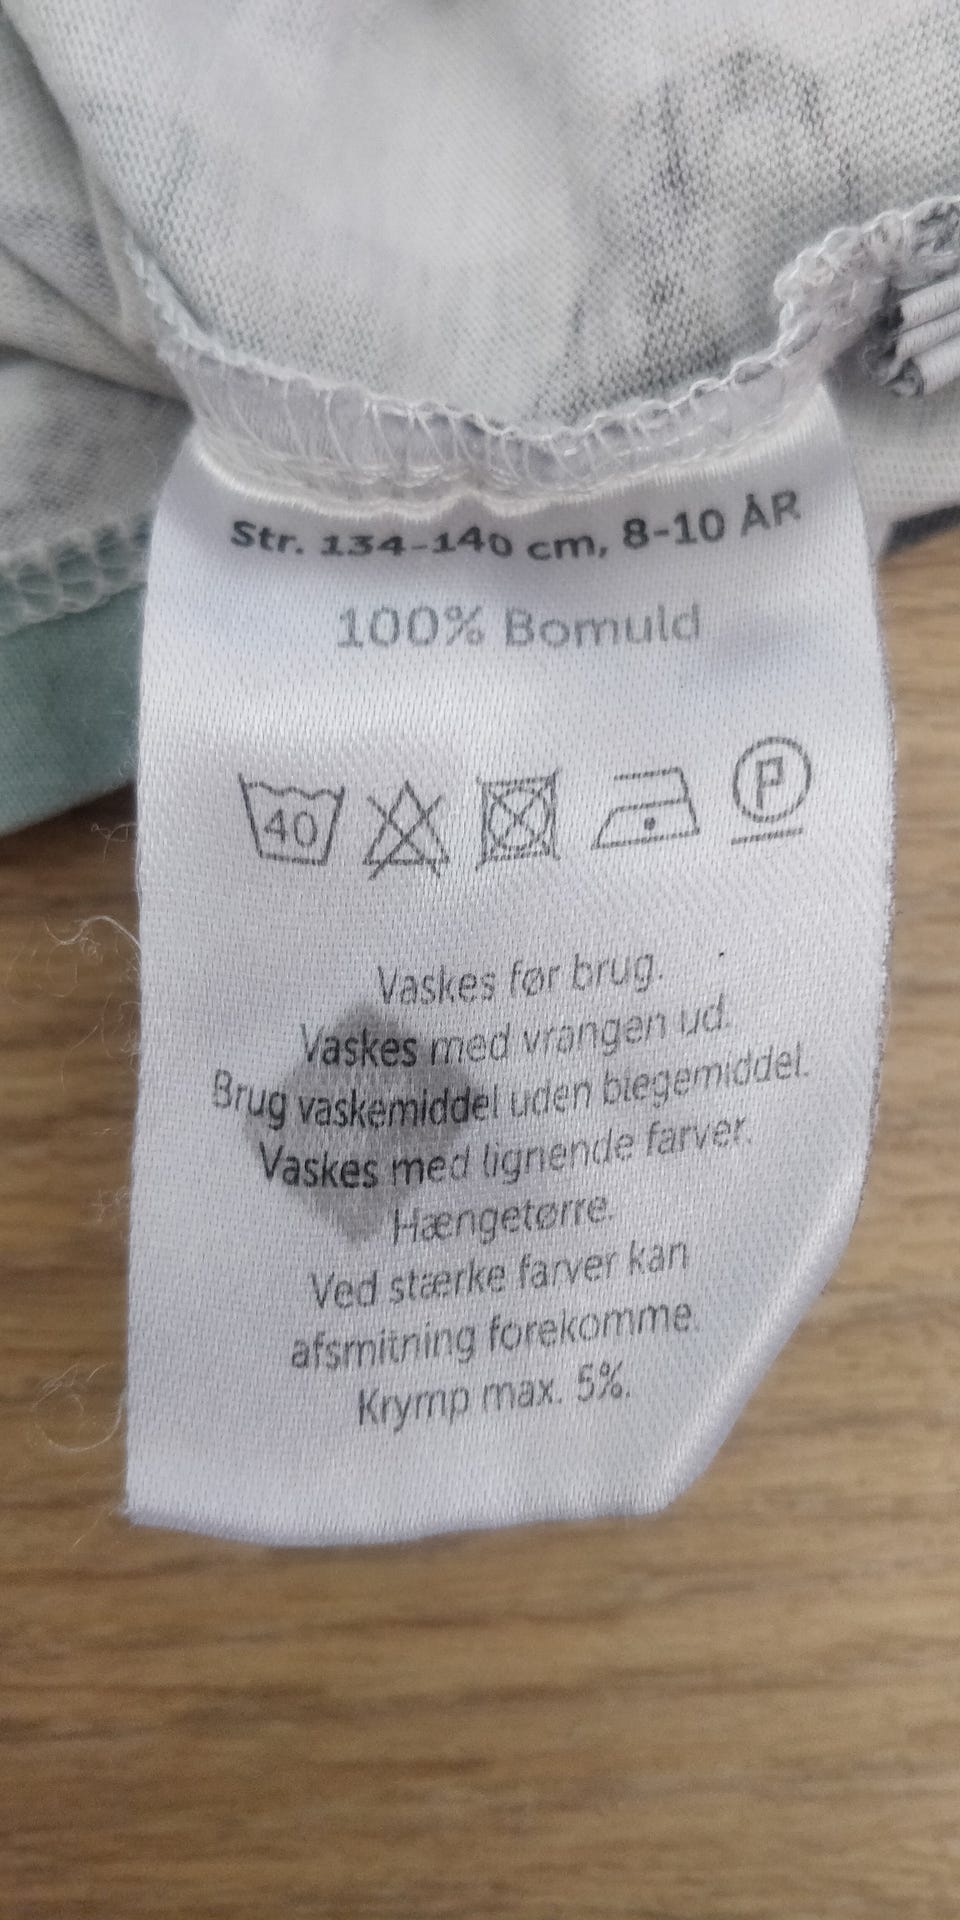 Str. 134-140 cm, 8-10 ÅR
100% Bomuld
40 P
Vaskes før brug.
Vaskes med vrangen ud.
Brug vaskemiddel uden blegemiddel.
Vaskes med lignende farver.
Hængetørre.
Ved stærke farver kan
afsmitning forekomme.
Krymp max. 5%.